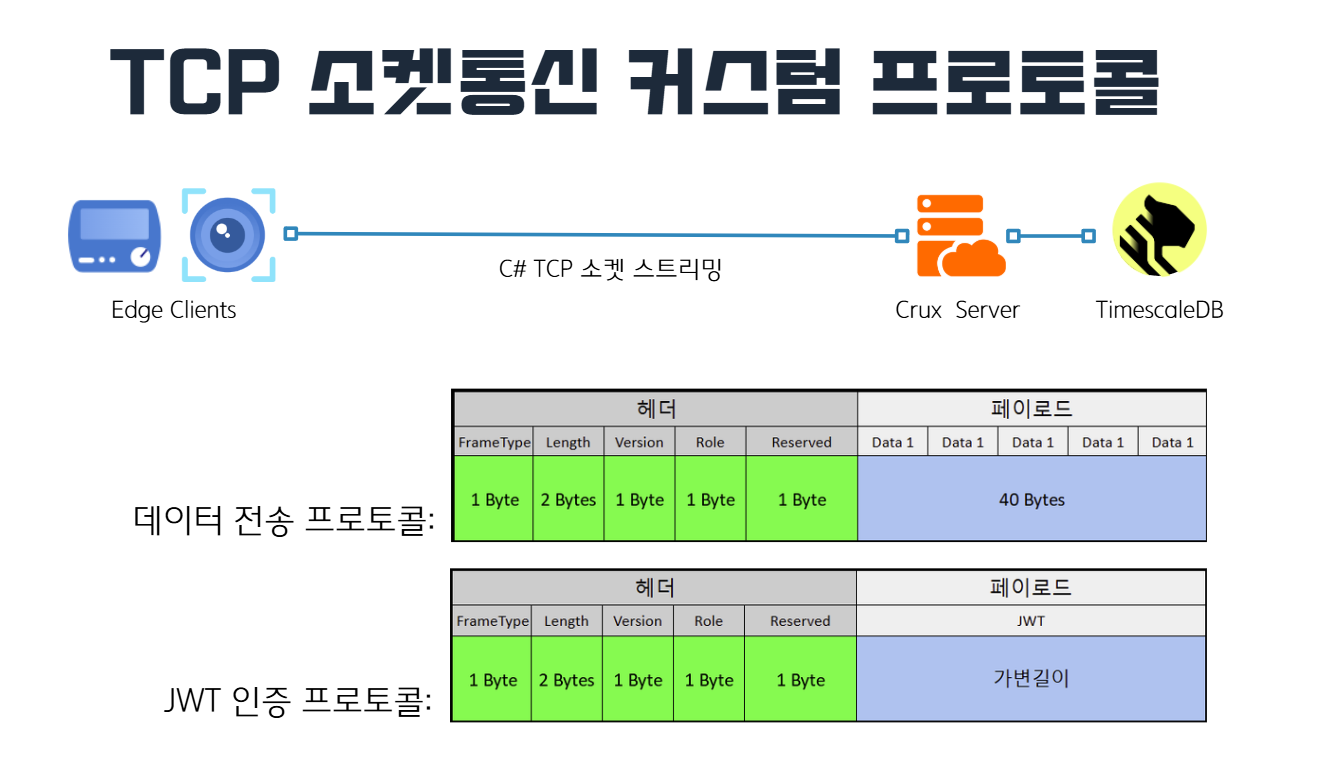 TCP 소켓통신 커스텀 프로토콜
C# TCP 소켓 스트리밍
Edge Clients
Crux Server
TimescaleDB
헤더 페이로드
FrameType Length Version Role Reserved Data 1 Data 1 Data 1 Data 1 Data 1
데이터 전송 프로토콜:
1 Byte 2 Bytes 1 Byte 1 Byte 1 Byte 40 Bytes
헤더 페이로드
FrameType Length Version Role Reserved JWT
JWT 인증 프로토콜:
1 Byte 2 Bytes 1 Byte 1 Byte 1 Byte 가변길이